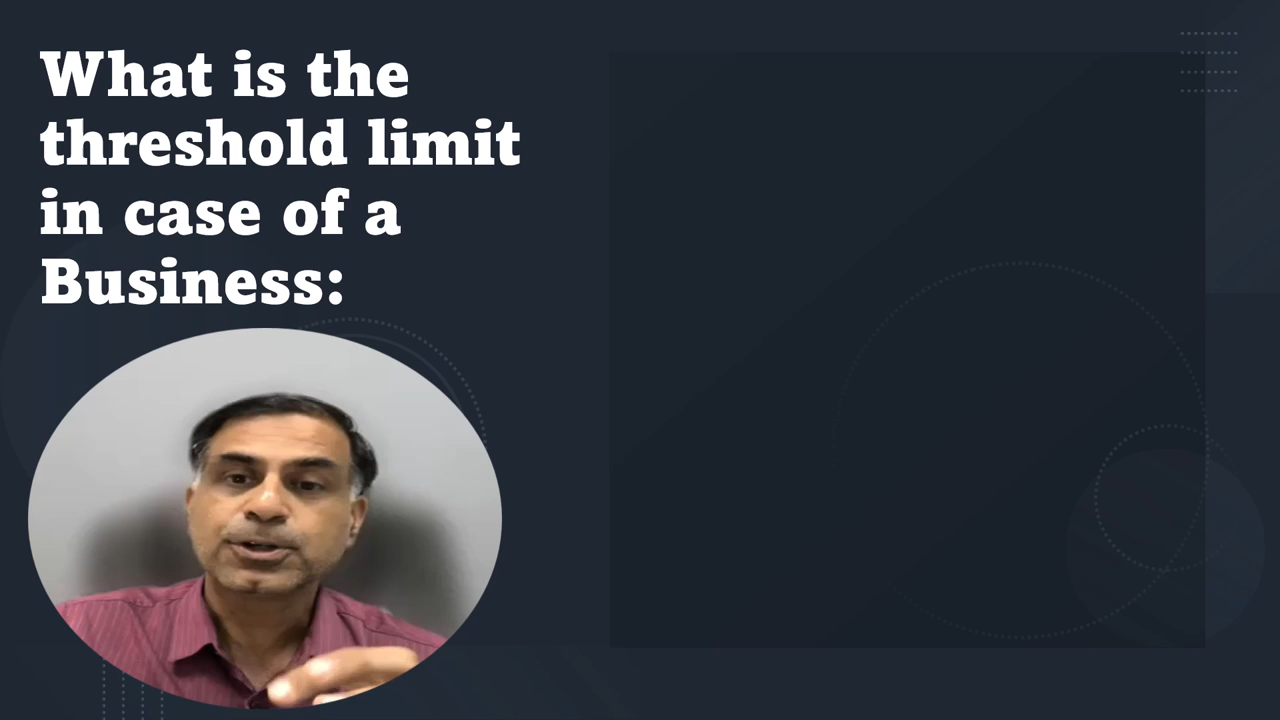 What is the
threshold limit
in case of a
Business: